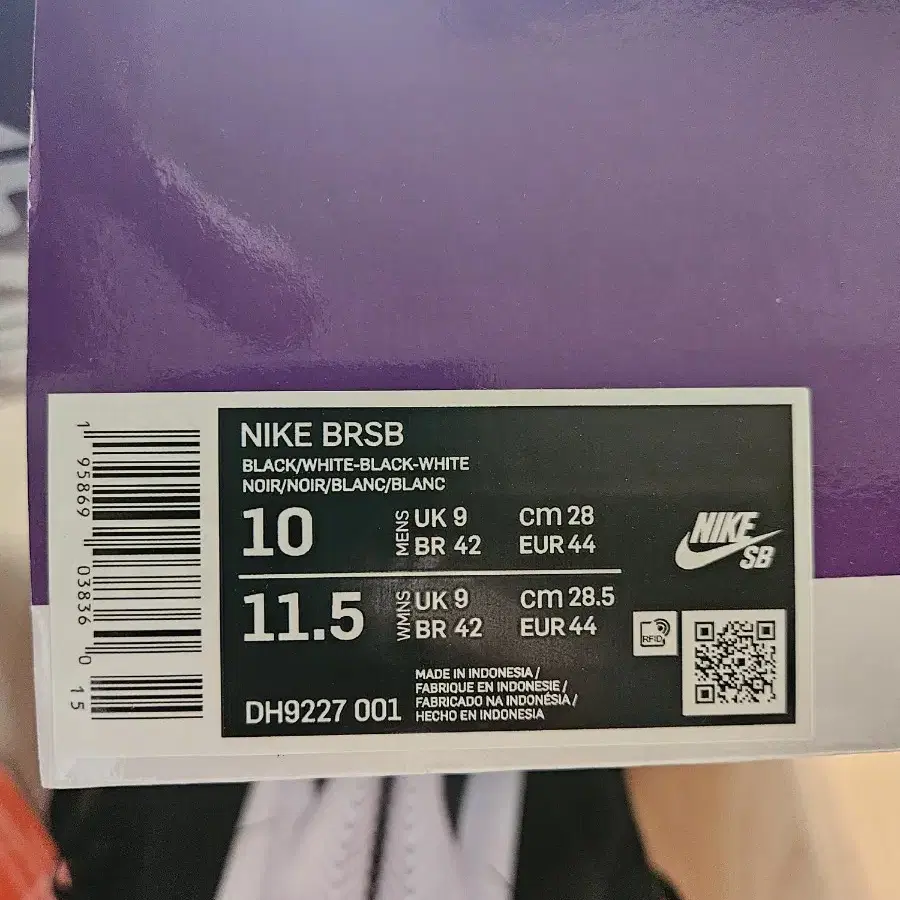 NIKE BRSB
BLACK/WHITE-BLACK-WHITE
NOIR/NOIR/BLANC/BLANC
10 MENS UK 9 cm 28
BR 42 EUR 44
11.5 WMNS UK 9 cm 28.5
BR 42 EUR 44
NIKE
SB
RFID
DH9227 001
MADE IN INDONESIA /
FABRIQUE EN INDONESIE /
FABRICADO NA INDONÉSIA /
HECHO EN INDONESIA
1 95869 03836 0 15